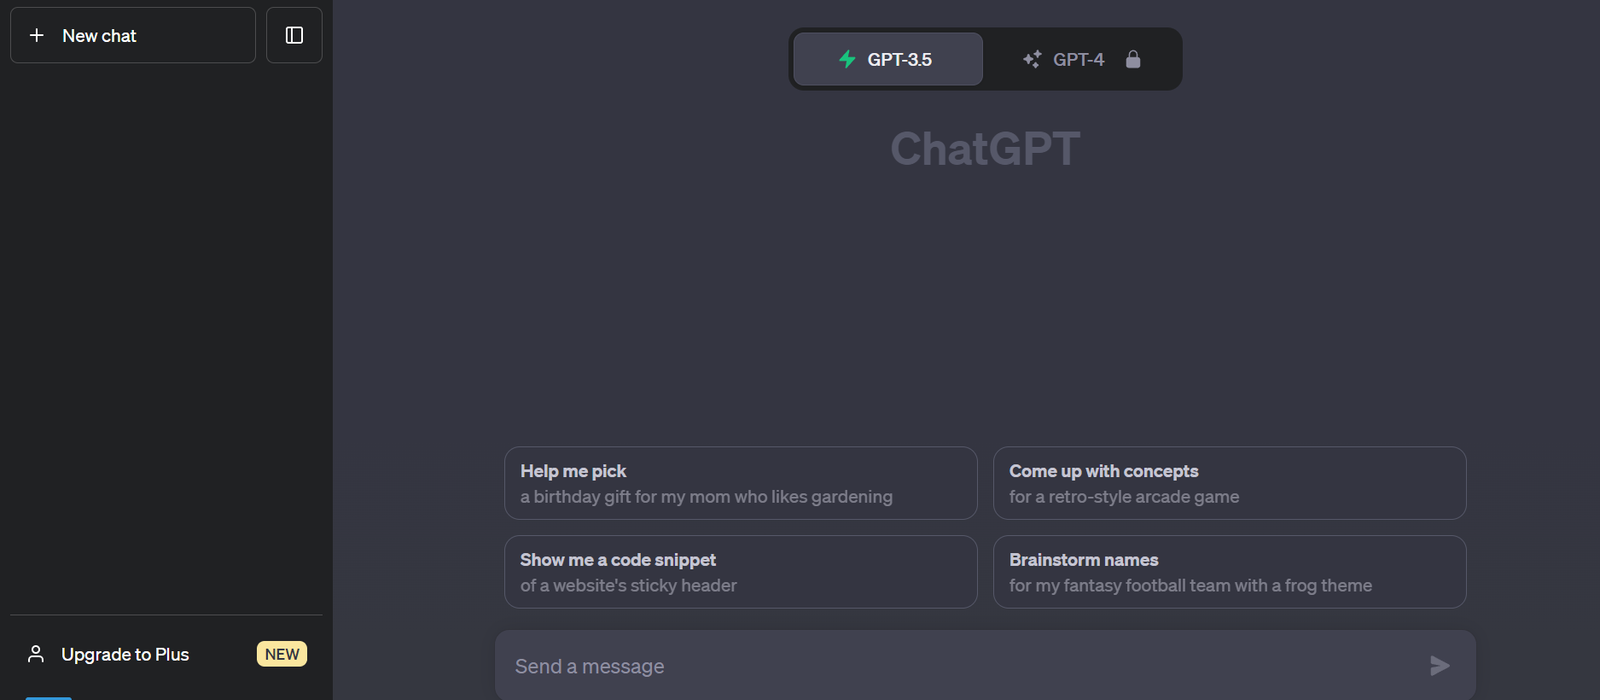 New chat
GPT-3.5
GPT-4
ChatGPT
Help me pick
a birthday gift for my mom who likes gardening
Come up with concepts
for a retro-style arcade game
Show me a code snippet
of a website's sticky header
Brainstorm names
for my fantasy football team with a frog theme
Upgrade to Plus
NEW
Send a message